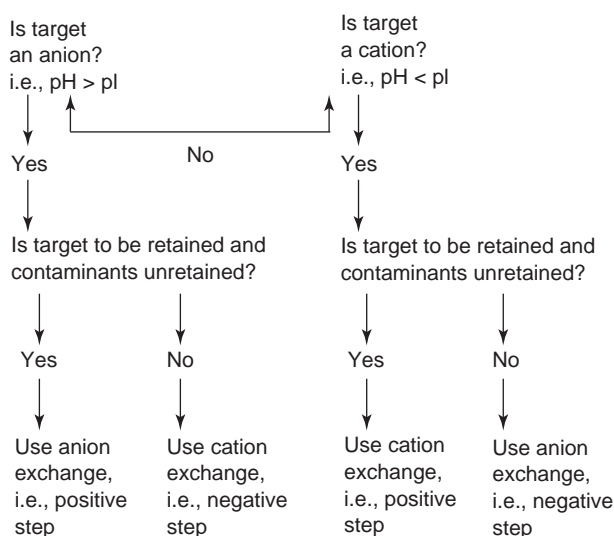 Is target
an anion?
i.e., pH > pI
Is target
a cation?
i.e., pH < pI
No
Yes
Yes
Is target to be retained and
contaminants unretained?
Is target to be retained and
contaminants unretained?
Yes
No
Yes
No
Use anion
exchange,
i.e., positive
step
Use cation
exchange,
i.e., negative
step
Use cation
exchange,
i.e., positive
step
Use anion
exchange,
i.e., negative
step